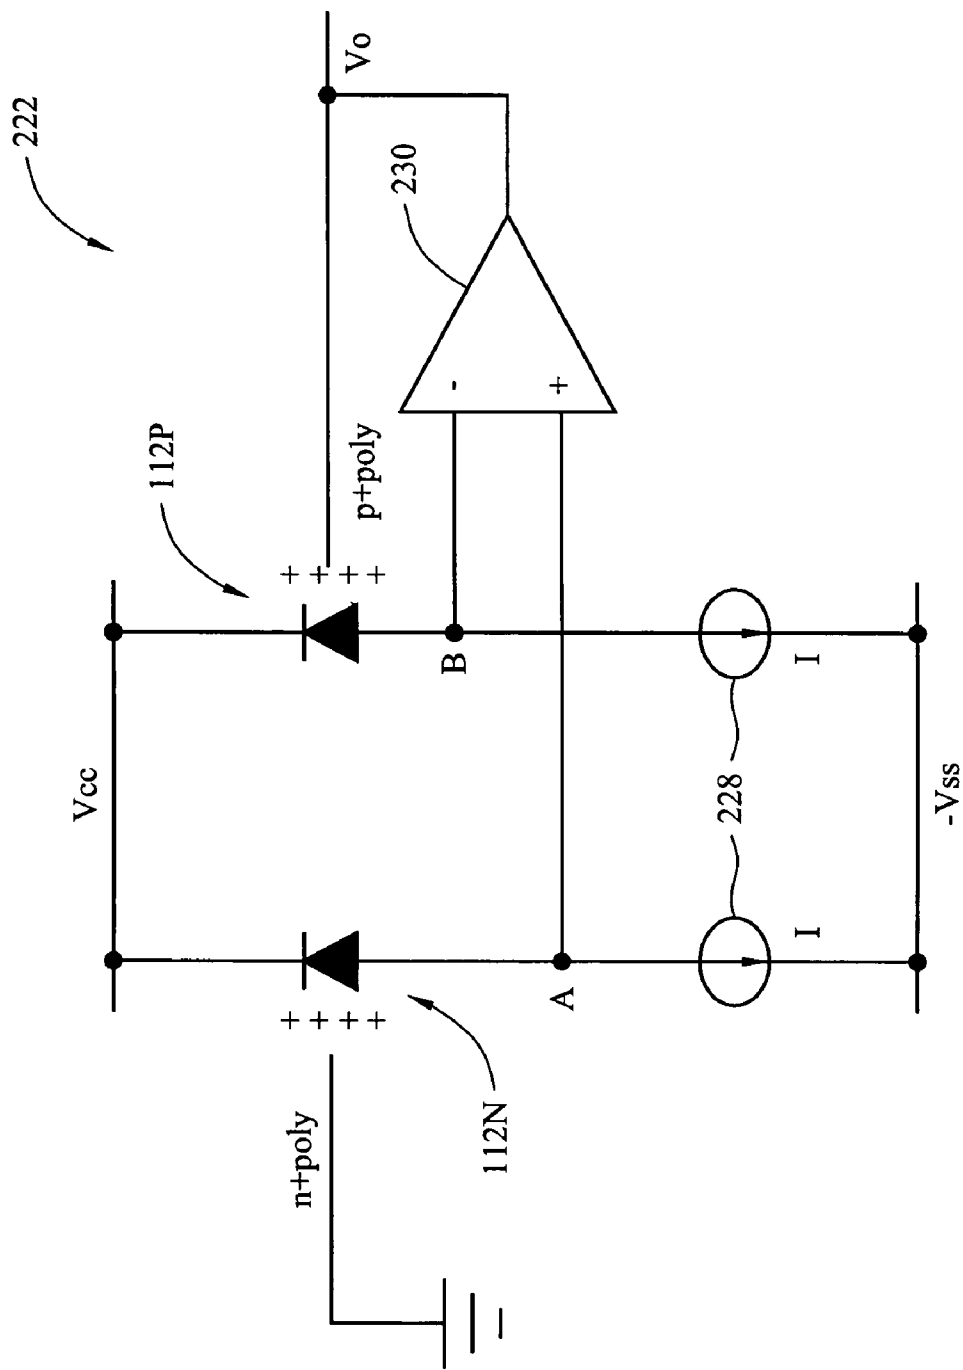 222
Vo
230
112P
p+poly
+ + + +
-
+
Vcc
B
I
228
-Vss
+ + + +
n+poly
112N
A
I